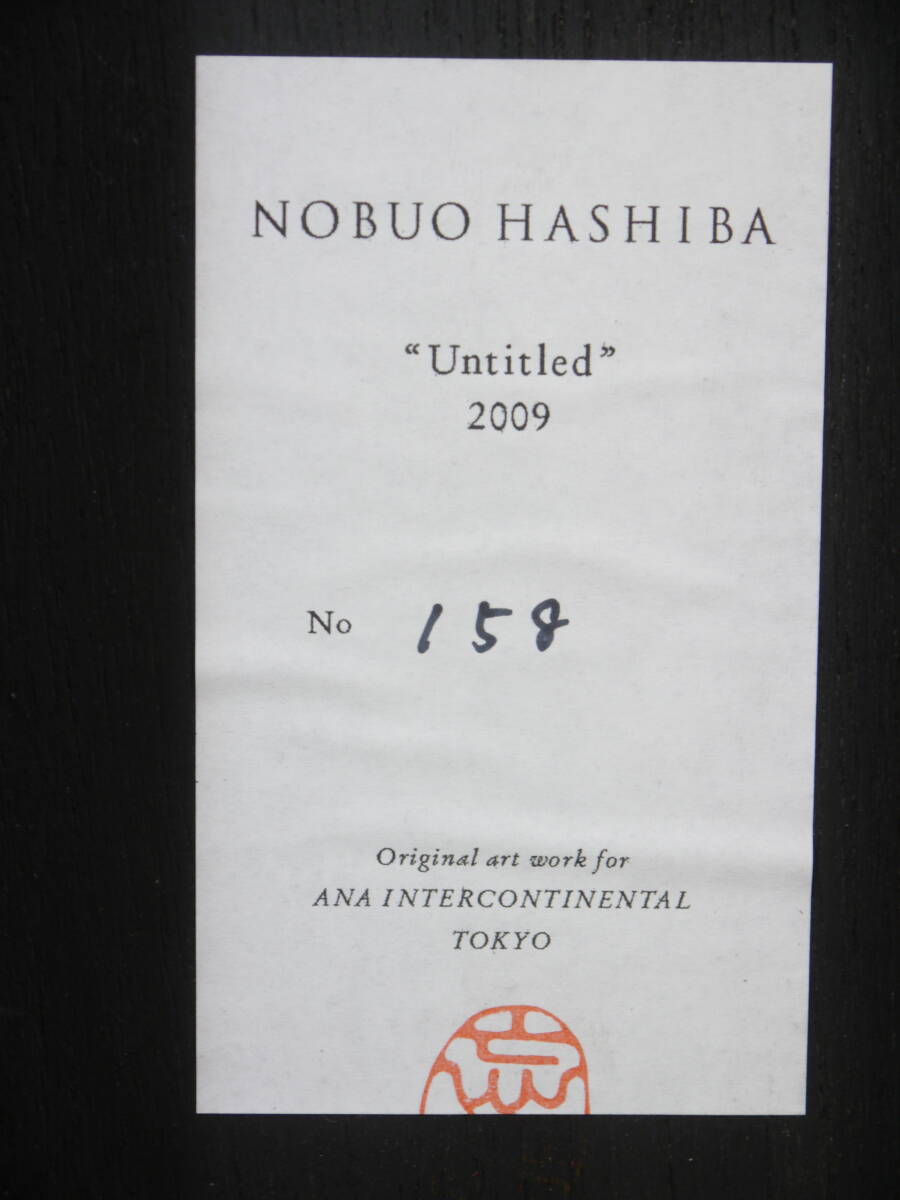 NOBUO HASHIBA
“Untitled”
2009
No 158
Original art work for
ANA INTERCONTINENTAL
TOKYO